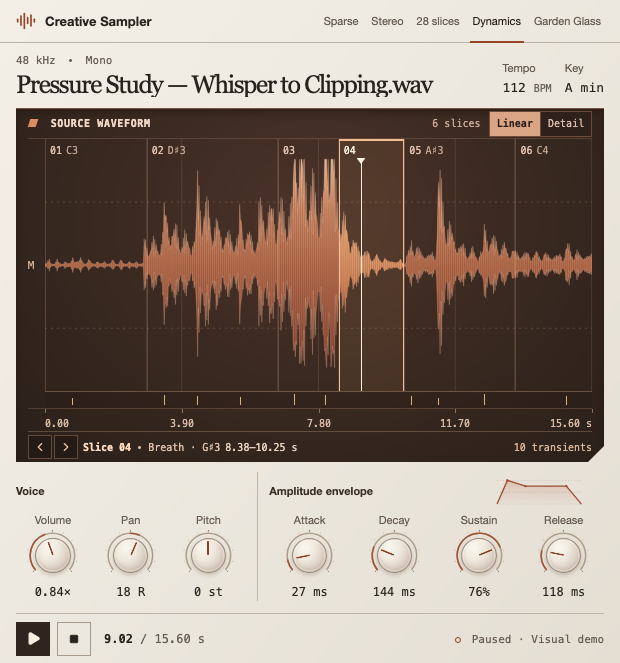 Creative Sampler Sparse Stereo 28 slices Dynamics Garden Glass
48 kHz • Mono
Pressure Study — Whisper to Clipping.wav
Tempo Key
112 BPM A min
SOURCE WAVEFORM 6 slices Linear Detail
01 C3 02 D♯3 03 04 05 A♯3 06 C4
M
0.00 3.90 7.80 11.70 15.60 s
Slice 04 • Breath · G♯3 8.38–10.25 s 10 transients
Voice Amplitude envelope
Volume Pan Pitch Attack Decay Sustain Release
0.84× 18 R 0 st 27 ms 144 ms 76% 118 ms
9.02 / 15.60 s Paused · Visual demo